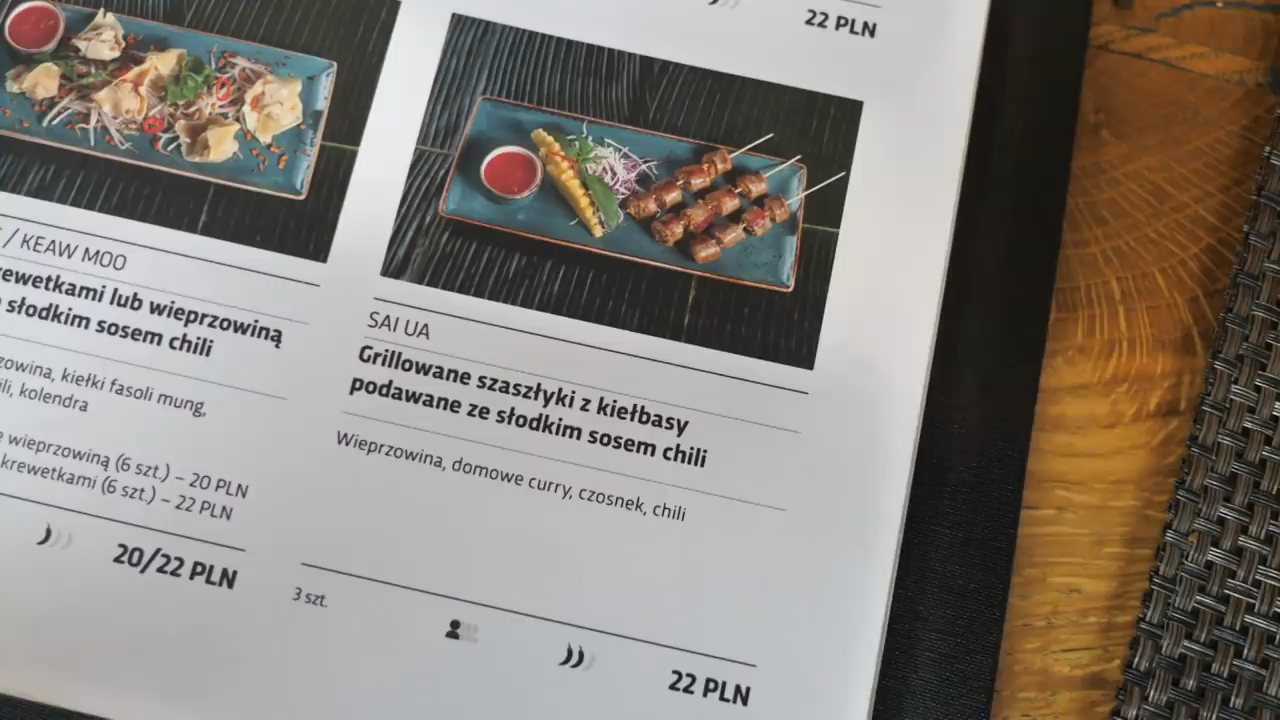 22 PLN
/ KEAW MOO
krewetkami lub wieprzowiną
słodkim sosem chili
kiełki fasoli mung,
kolendra
wieprzowiną (6 szt.) – 20 PLN
krewetkami (6 szt.) – 22 PLN
20/22 PLN
SAI UA
Grillowane szaszłyki z kiełbasy
podawane ze słodkim sosem chili
Wieprzowina, domowe curry, czosnek, chili
3 szt.
22 PLN